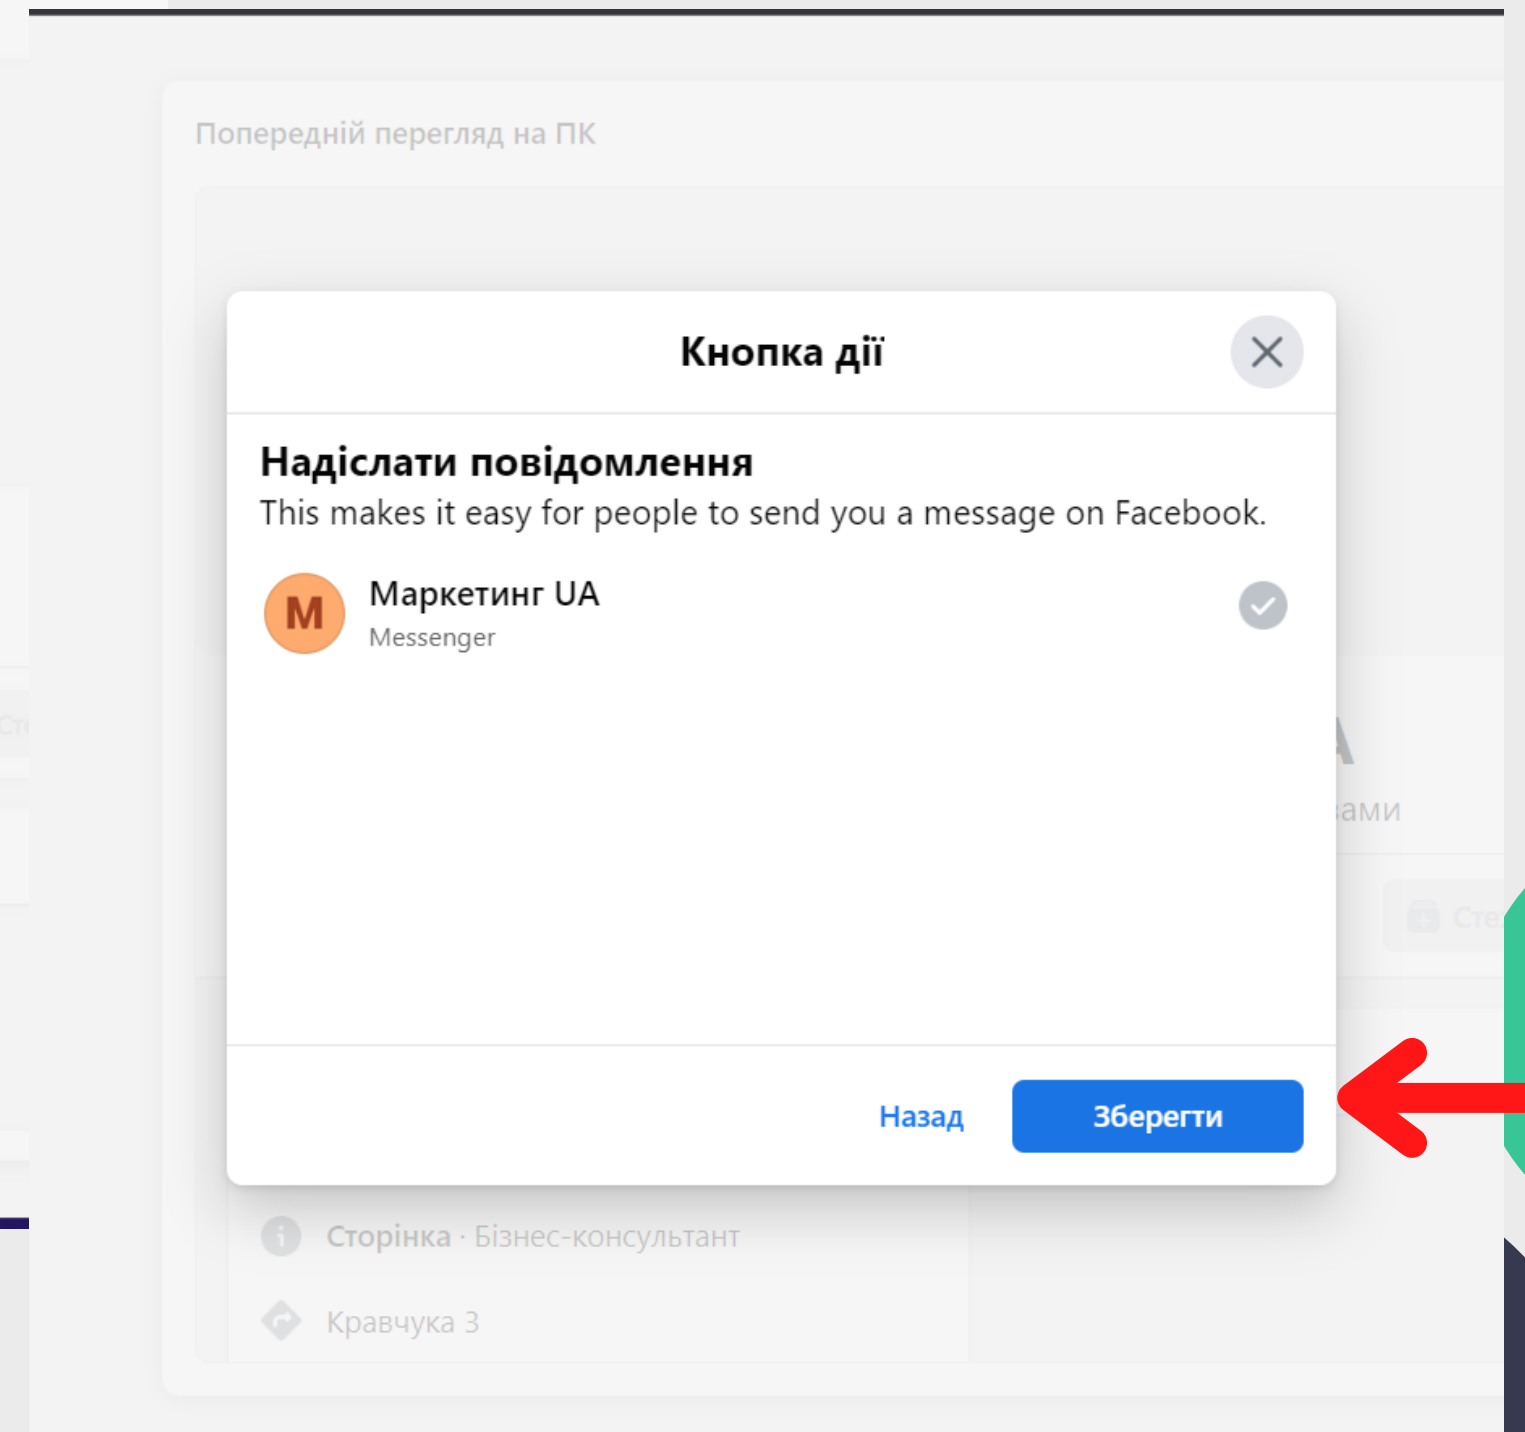 Попередній перегляд на ПК
Кнопка дії
Надіслати повідомлення
This makes it easy for people to send you a message on Facebook.
М
Маркетинг UA
Messenger
Назад
Зберегти
Сторінка · Бізнес-консультант
Кравчука 3